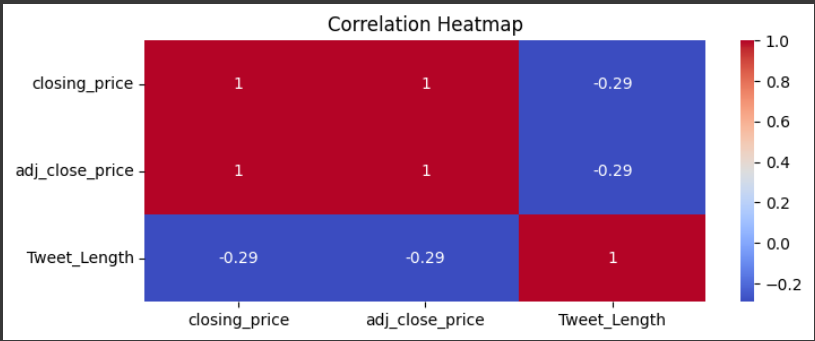 Correlation Heatmap
closing_price 1 1 -0.29
adj_close_price 1 1 -0.29
Tweet_Length -0.29 -0.29 1
closing_price adj_close_price Tweet_Length
1.0
0.8
0.6
0.4
0.2
0.0
−0.2